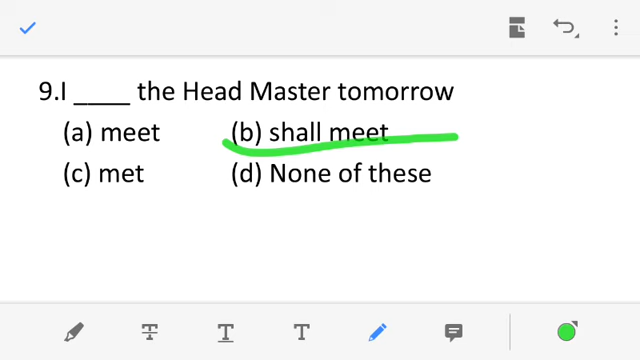 9.I ____ the Head Master tomorrow
(a) meet (b) shall meet
(c) met (d) None of these